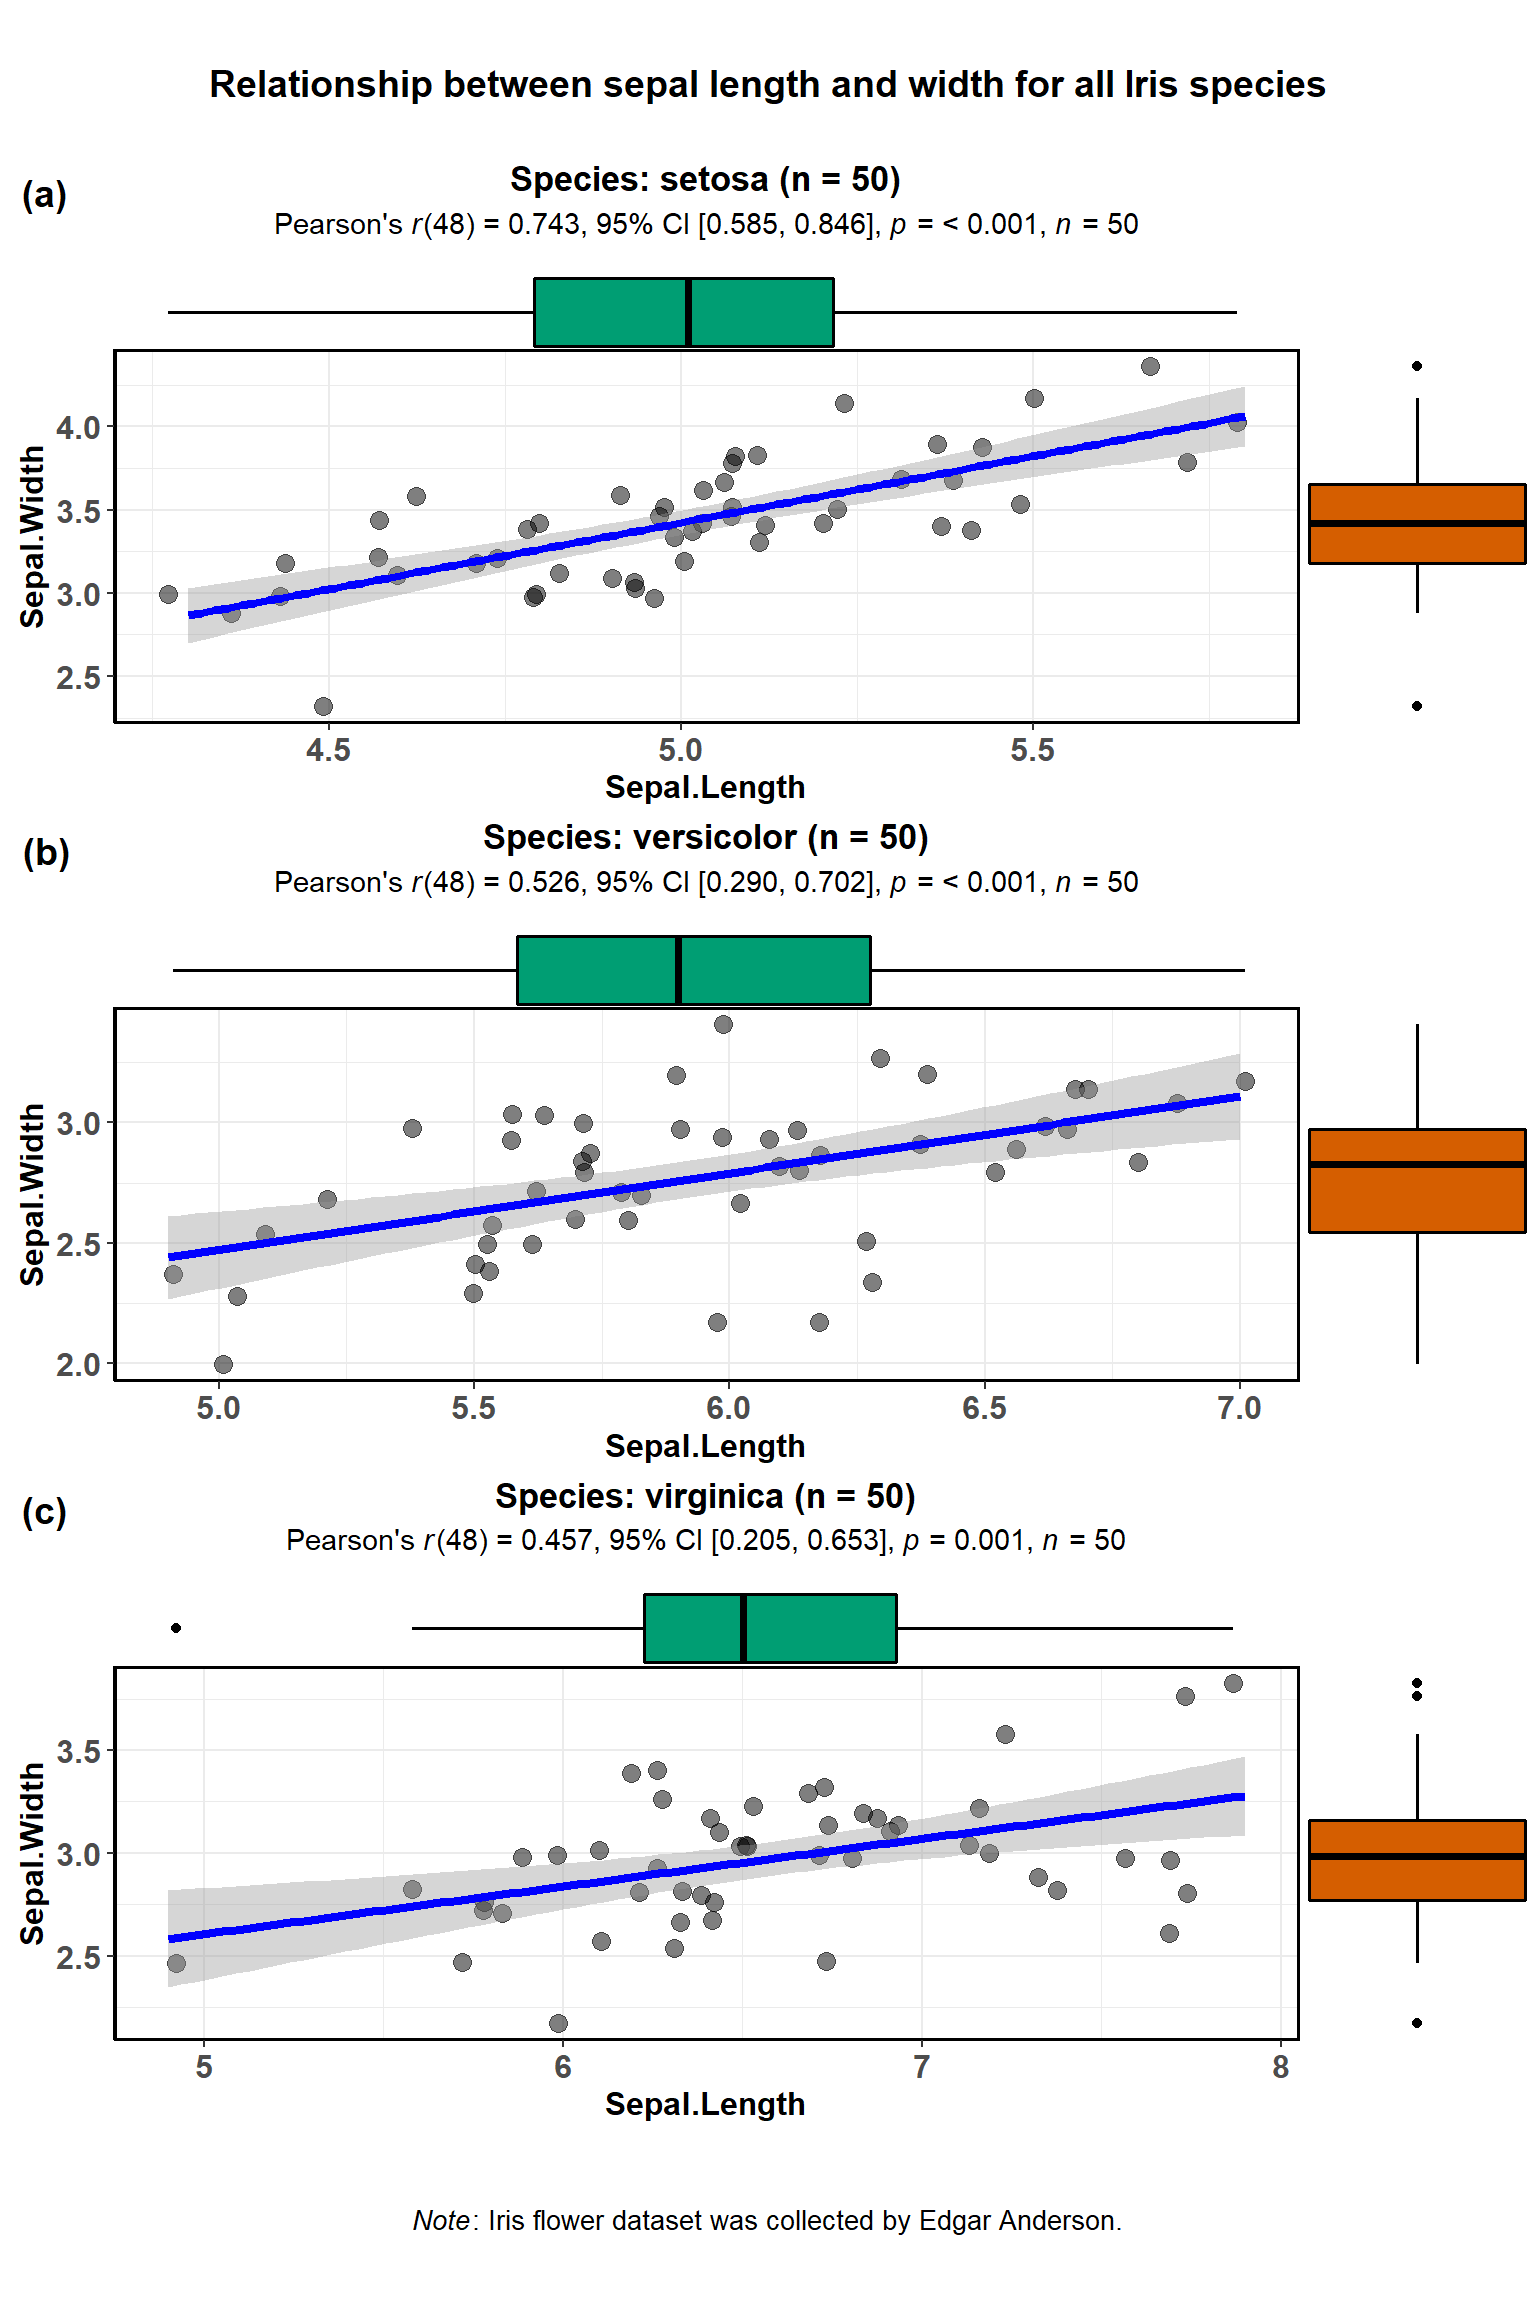 Relationship between sepal length and width for all Iris species
(a)
Species: setosa (n = 50)
Pearson's r(48) = 0.743, 95% CI [0.585, 0.846], p = < 0.001, n = 50
Sepal.Width
4.0
3.5
3.0
2.5
4.5 5.0 5.5
Sepal.Length
(b)
Species: versicolor (n = 50)
Pearson's r(48) = 0.526, 95% CI [0.290, 0.702], p = < 0.001, n = 50
Sepal.Width
3.0
2.5
2.0
5.0 5.5 6.0 6.5 7.0
Sepal.Length
(c)
Species: virginica (n = 50)
Pearson's r(48) = 0.457, 95% CI [0.205, 0.653], p = 0.001, n = 50
Sepal.Width
3.5
3.0
2.5
5 6 7 8
Sepal.Length
Note: Iris flower dataset was collected by Edgar Anderson.